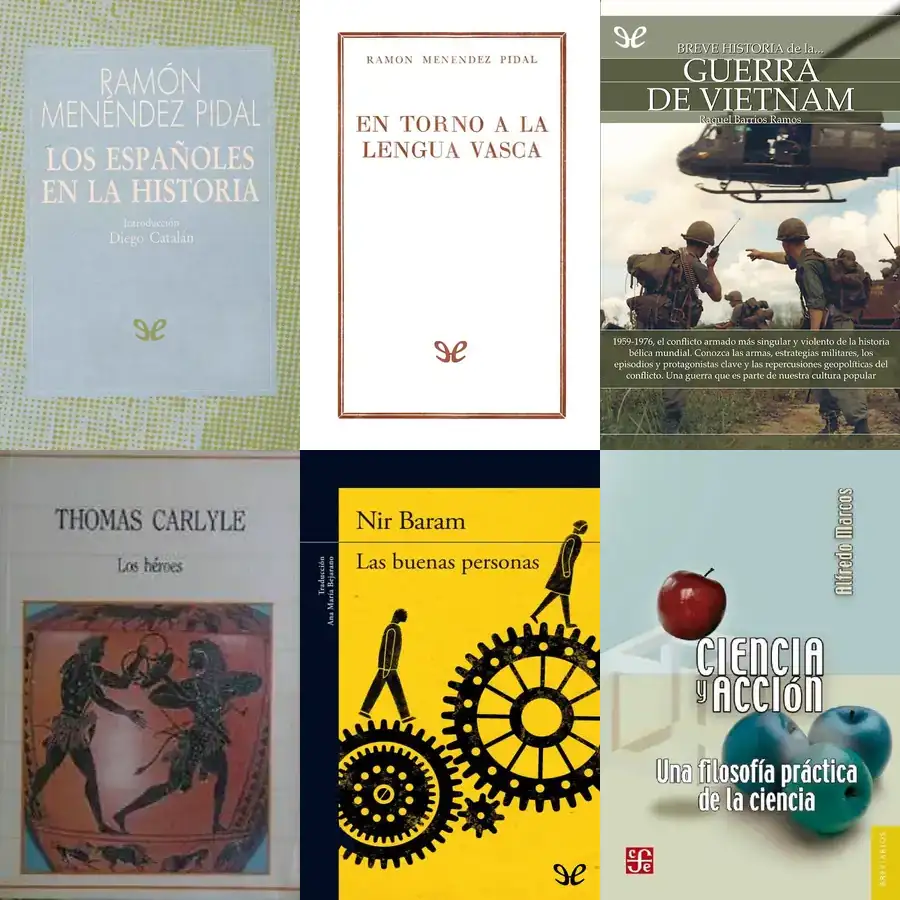 RAMÓN
MENÉNDEZ PIDAL
LOS ESPAÑOLES
EN LA HISTORIA
Introducción
Diego Catalán
RAMON MENENDEZ PIDAL
EN TORNO A LA
LENGUA VASCA
BREVE HISTORIA de la...
GUERRA
DE VIETNAM
Raquel Barrios Ramos
1959-1976, el conflicto armado más singular y violento de la historia
bélica mundial. Conozca las armas, estrategias militares, los
episodios y protagonistas clave y las repercusiones geopolíticas del
conflicto. Una guerra que es parte de nuestra cultura popular
THOMAS CARLYLE
Los héroes
Nir Baram
Las buenas personas
Traducción
Ana María Bejarano
Alfredo Marcos
CIENCIA
y ACCIÓN
Una filosofía práctica
de la ciencia
cfe
BREVIARIOS